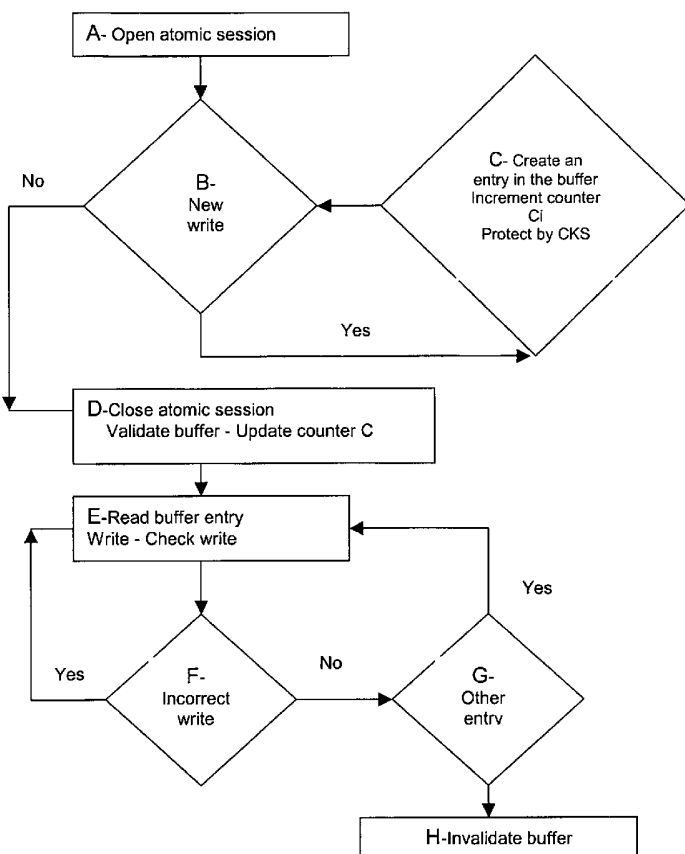 A- Open atomic session
C- Create an
entry in the buffer
Increment counter
Ci
Protect by CKS
No
B-
New
write
Yes
D-Close atomic session
Validate buffer - Update counter C
E-Read buffer entry
Write - Check write
Yes
Yes
F-
Incorrect
write
No
G-
Other
entry
H-Invalidate buffer